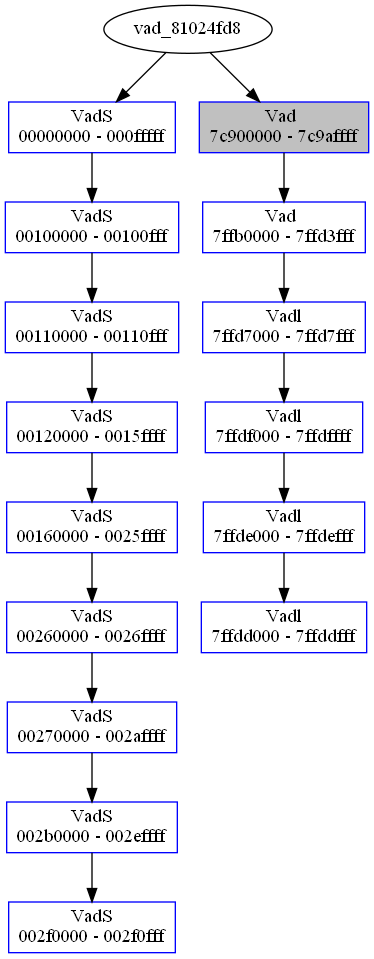 vad_81024fd8
VadS
00000000 - 000fffff
Vad
7c900000 - 7c9affff
VadS
00100000 - 00100fff
Vad
7ffb0000 - 7ffd3fff
VadS
00110000 - 00110fff
Vadl
7ffd7000 - 7ffd7fff
VadS
00120000 - 0015ffff
Vadl
7ffdf000 - 7ffdffff
VadS
00160000 - 0025ffff
Vadl
7ffde000 - 7ffdefff
VadS
00260000 - 0026ffff
Vadl
7ffdd000 - 7ffddfff
VadS
00270000 - 002affff
VadS
002b0000 - 002effff
VadS
002f0000 - 002f0fff